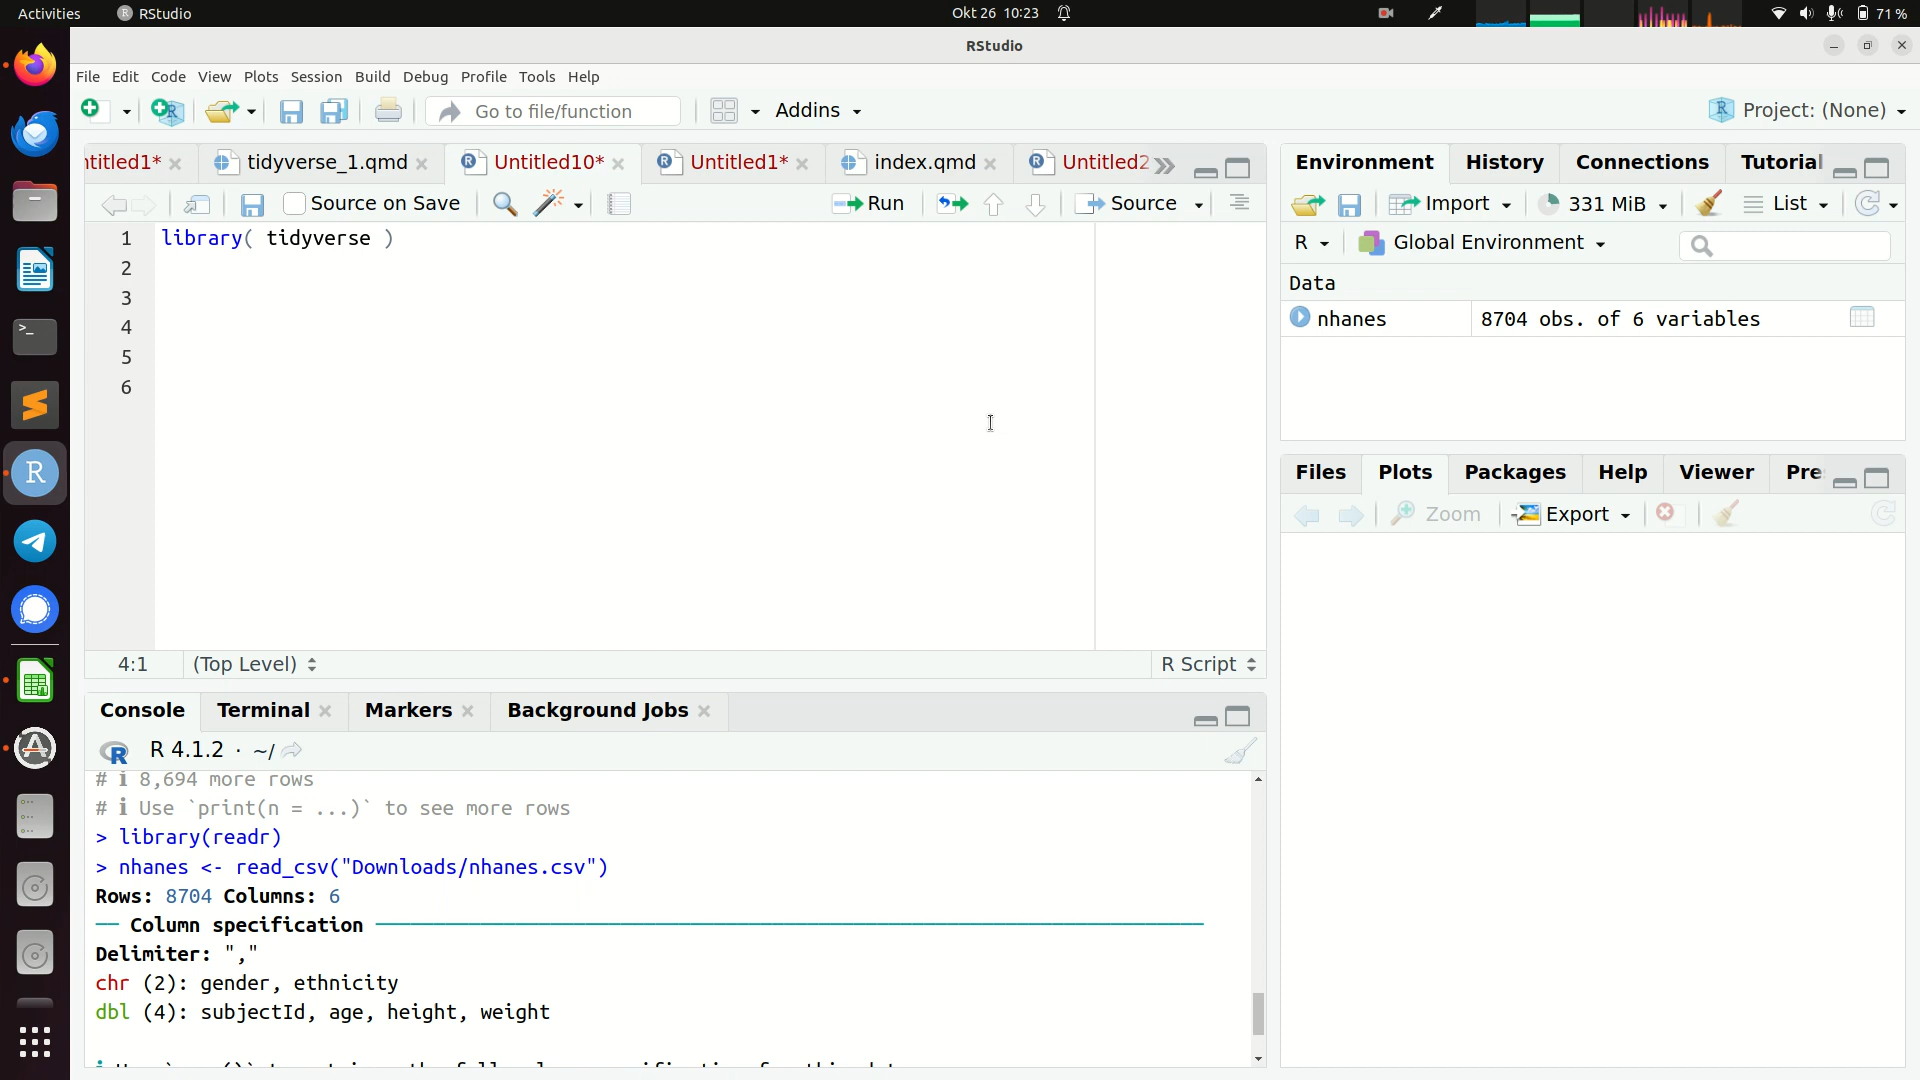 Activities RStudio Okt 26 10:23 71 %
RStudio
File Edit Code View Plots Session Build Debug Profile Tools Help
Go to file/function Addins Project: (None)
ntitled1* tidyverse_1.qmd Untitled10* Untitled1* index.qmd Untitled2
Source on Save Run Source
1 library( tidyverse )
2
3
4
5
6
4:1 (Top Level) R Script
Environment History Connections Tutorial
Import 331 MiB List
R Global Environment
Data
nhanes 8704 obs. of 6 variables
Files Plots Packages Help Viewer Pre
Zoom Export
Console Terminal Markers Background Jobs
R 4.1.2 · ~/
# ℹ 8,694 more rows
# ℹ Use `print(n = ...)` to see more rows
> library(readr)
> nhanes <- read_csv("Downloads/nhanes.csv")
Rows: 8704 Columns: 6
── Column specification ──
Delimiter: ","
chr (2): gender, ethnicity
dbl (4): subjectId, age, height, weight